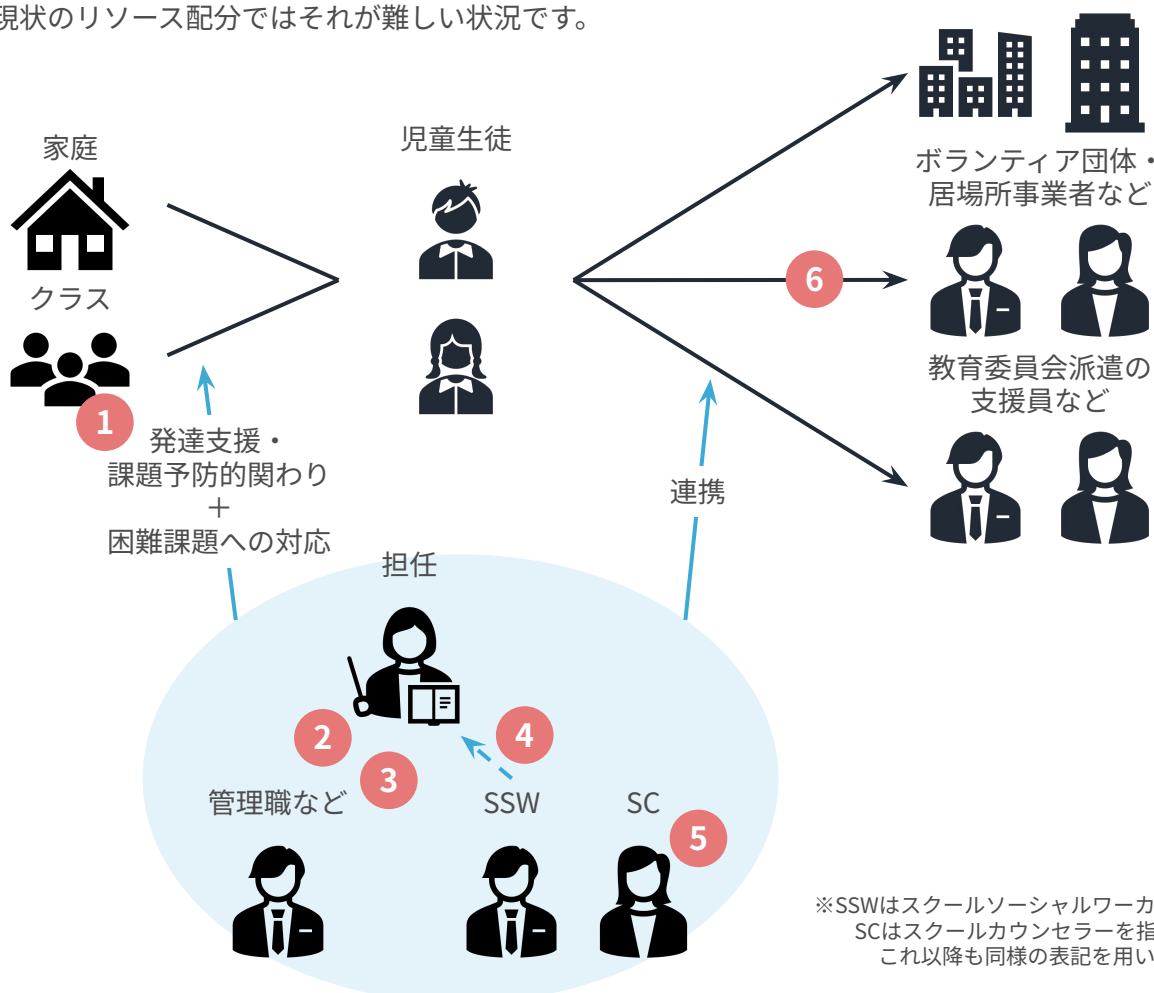 現状のリソース配分ではそれが難しい状況です。
家庭
児童生徒
ボランティア団体・
居場所事業者など
クラス
6
教育委員会派遣の
支援員など
1
発達支援・
課題予防的関わり
+
困難課題への対応
連携
担任
2
4
3
管理職など
SSW
SC
5
※SSWはスクールソーシャルワーカ
SCはスクールカウンセラーを指
これ以降も同様の表記を用い